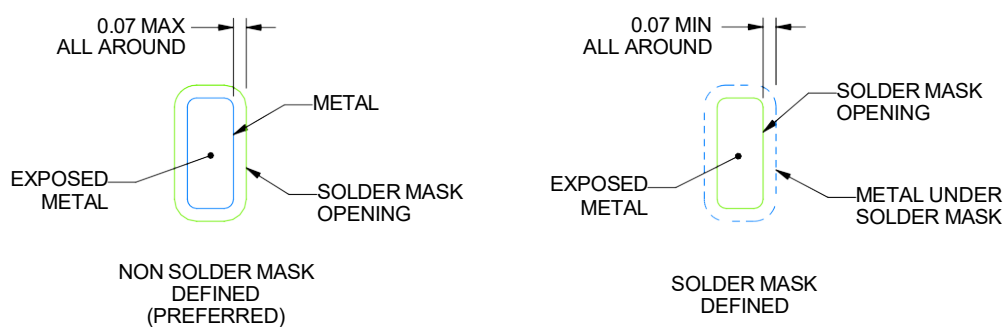 0.07 MAX
ALL AROUND
METAL
EXPOSED
METAL
SOLDER MASK
OPENING
NON SOLDER MASK
DEFINED
(PREFERRED)
0.07 MIN
ALL AROUND
SOLDER MASK
OPENING
EXPOSED
METAL
METAL UNDER
SOLDER MASK
SOLDER MASK
DEFINED